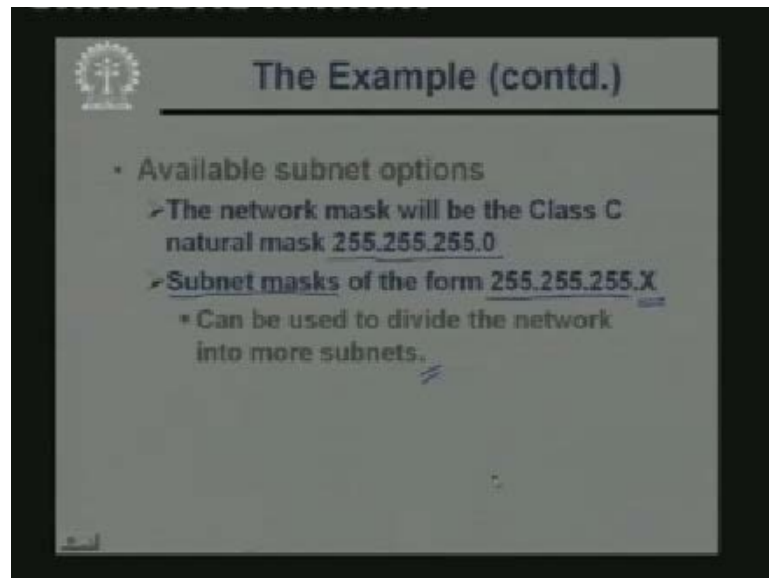 The Example (contd.)
• Available subnet options
➢The network mask will be the Class C
natural mask 255.255.255.0
➢Subnet masks of the form 255.255.255.X
▪ Can be used to divide the network
into more subnets.